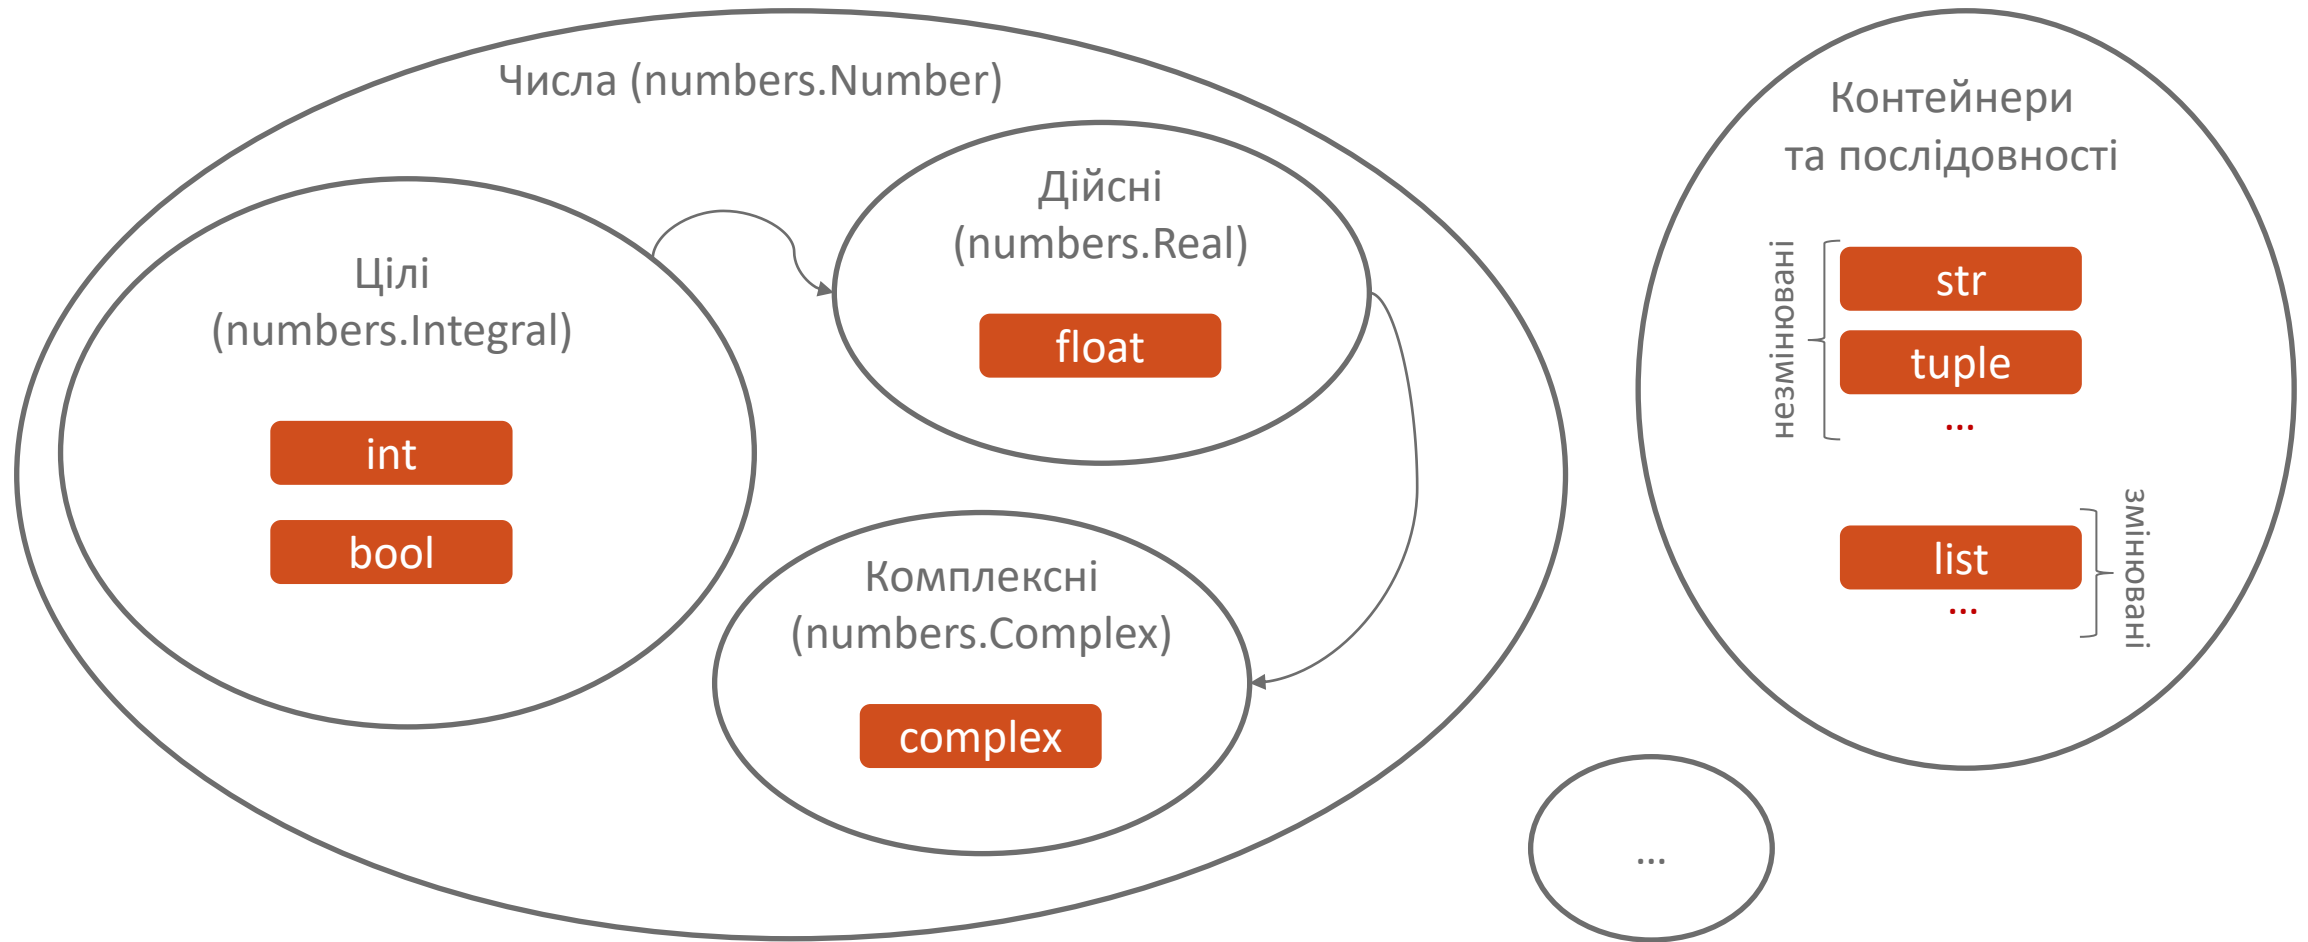 Числа (numbers.Number)
Цілі
(numbers.Integral)
int
bool
Дійсні
(numbers.Real)
float
Комплексні
(numbers.Complex)
complex
Контейнери
та послідовності
незмінювані
str
tuple
...
list
...
змінювані
...